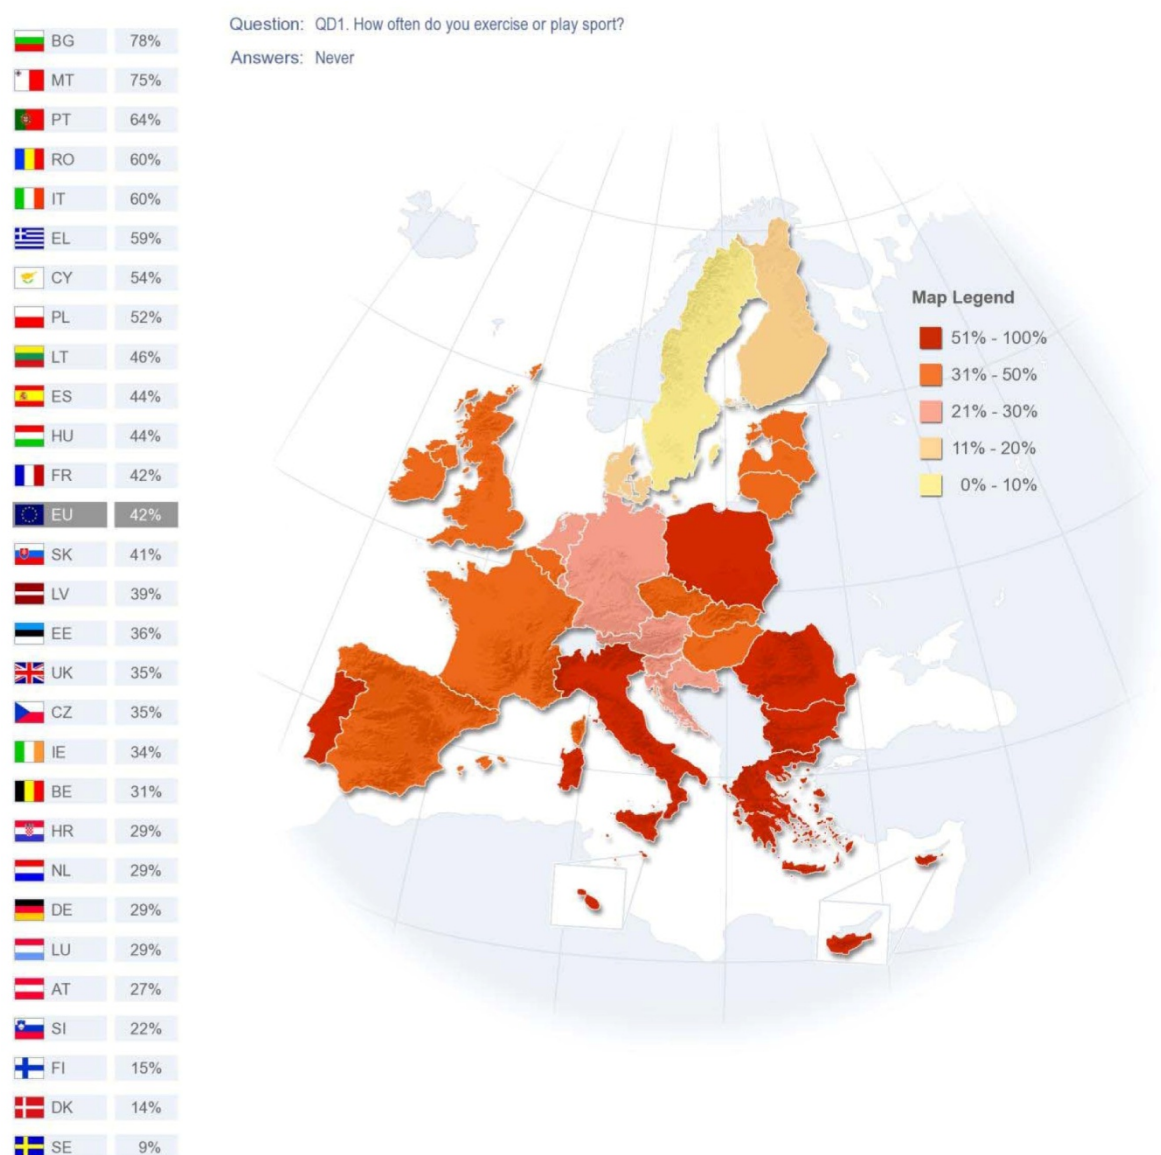 Question: QD1. How often do you exercise or play sport?
Answers: Never
BG 78%
MT 75%
PT 64%
RO 60%
IT 60%
EL 59%
CY 54%
PL 52%
LT 46%
ES 44%
HU 44%
FR 42%
EU 42%
SK 41%
LV 39%
EE 36%
UK 35%
CZ 35%
IE 34%
BE 31%
HR 29%
NL 29%
DE 29%
LU 29%
AT 27%
SI 22%
FI 15%
DK 14%
SE 9%
Map Legend
51% - 100%
31% - 50%
21% - 30%
11% - 20%
0% - 10%